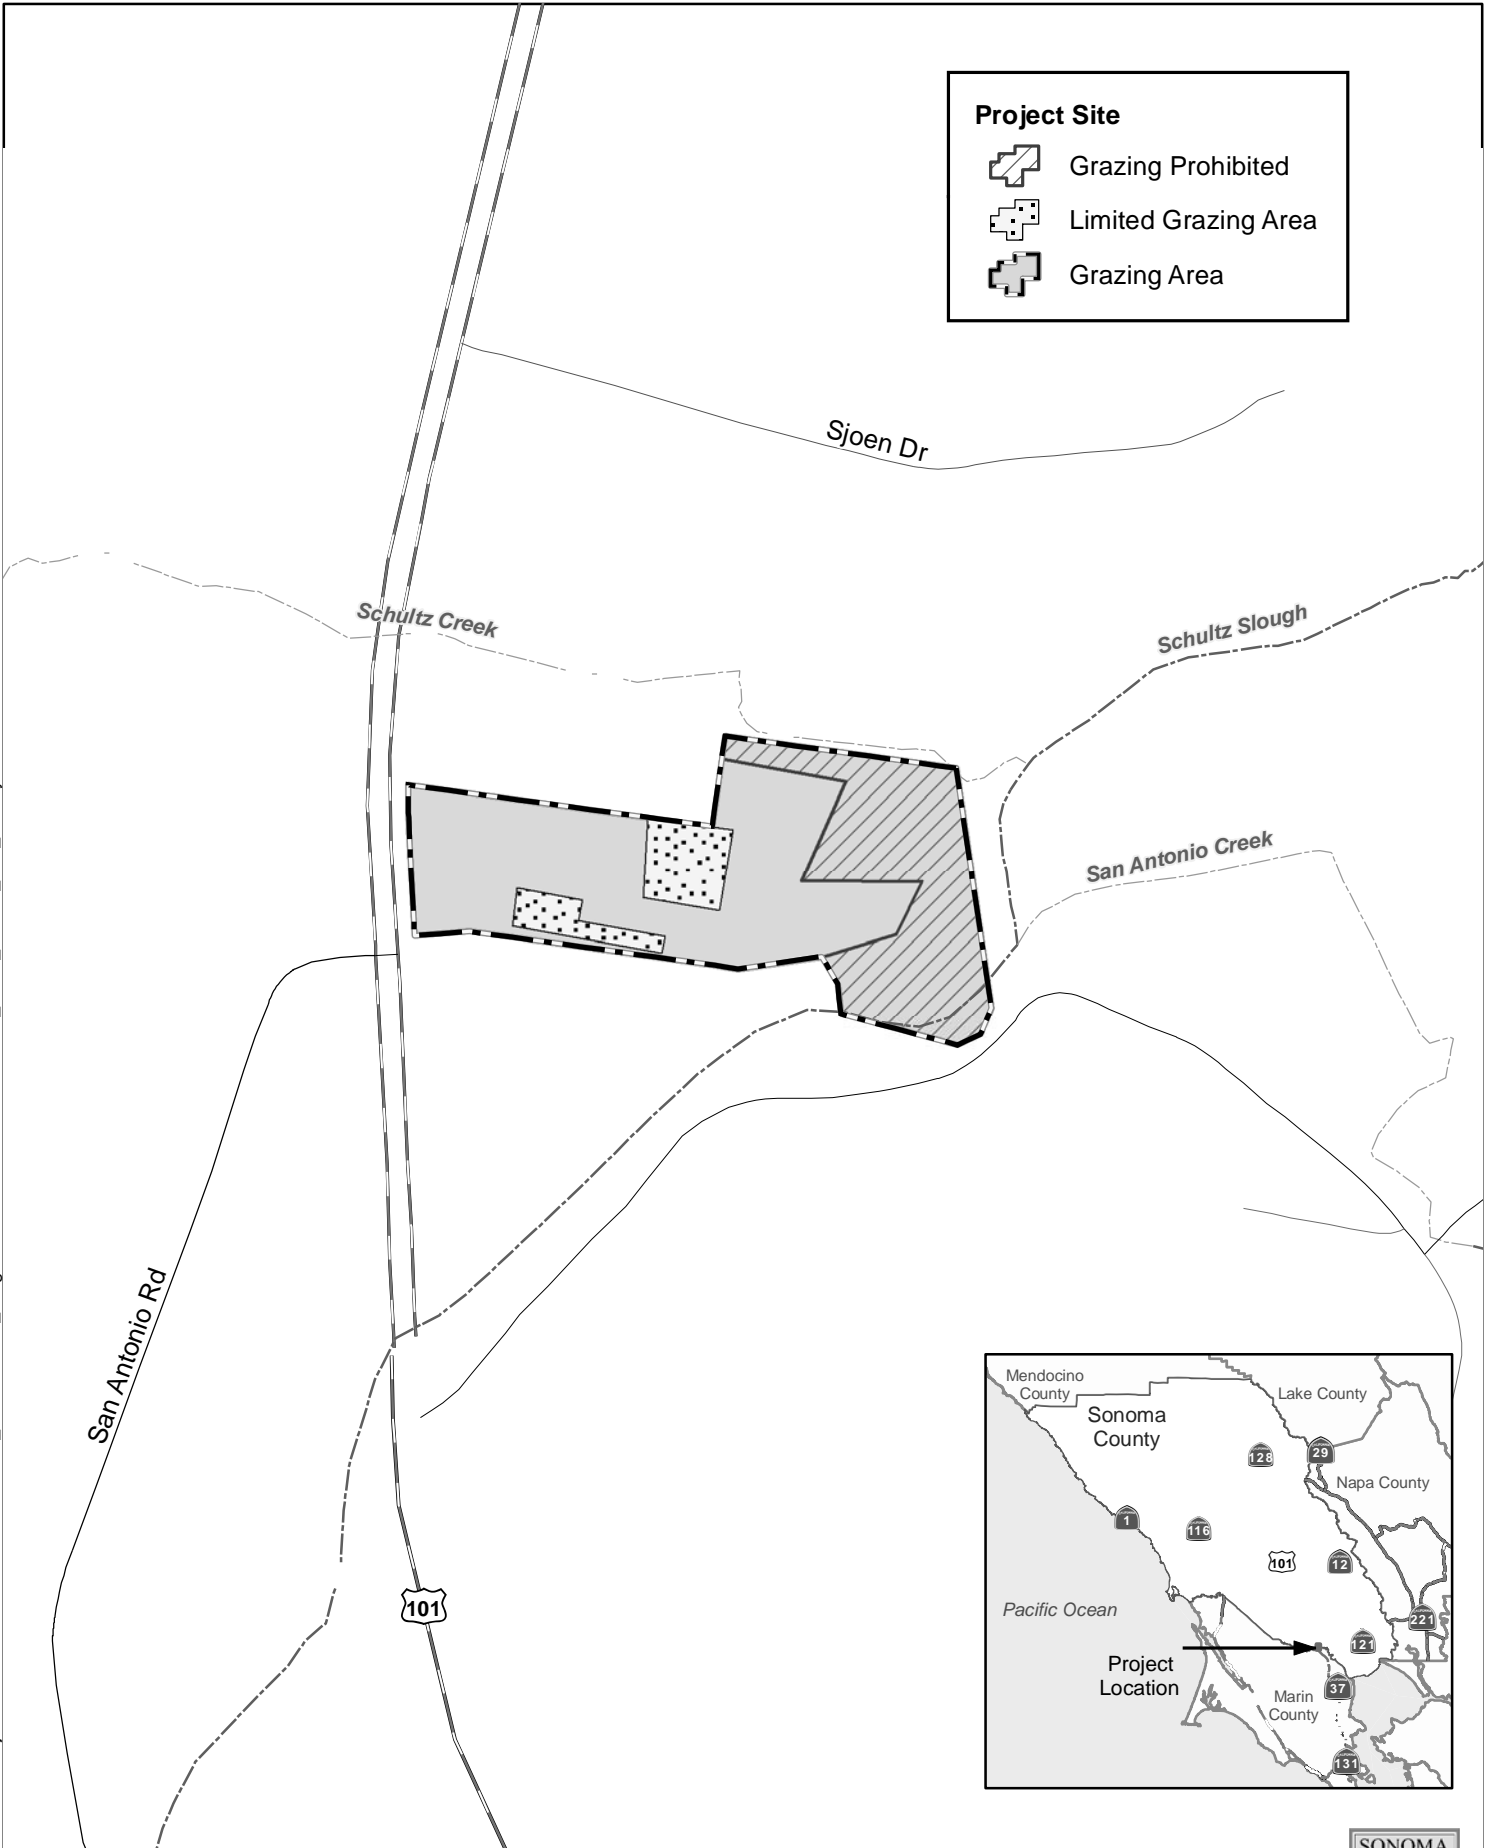 Project Site
Grazing Prohibited
Limited Grazing Area
Grazing Area
Sjoen Dr
Schultz Creek
Schultz Slough
San Antonio Creek
San Antonio Rd
101
Mendocino
County
Lake County
Sonoma
County
128
29
Napa County
1
116
101
12
Pacific Ocean
221
121
Project
Location
37
Marin
County
131
SONOMA